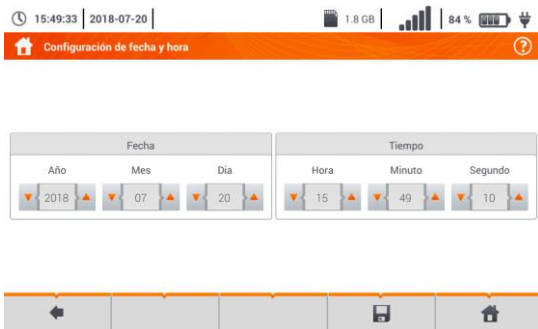 15:49:33 2018-07-20 1.8 GB 84 %
Configuración de fecha y hora ?
Fecha Tiempo
Año Mes Dia Hora Minuto Segundo
2018 07 20 15 49 10